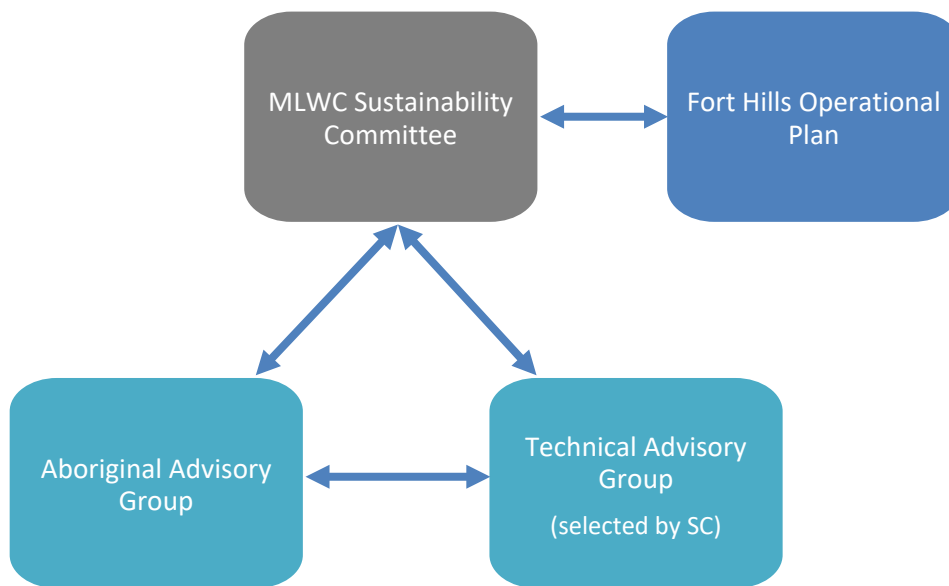 MLWC Sustainability
Committee
Fort Hills Operational
Plan
Aboriginal Advisory
Group
Technical Advisory
Group
(selected by SC)